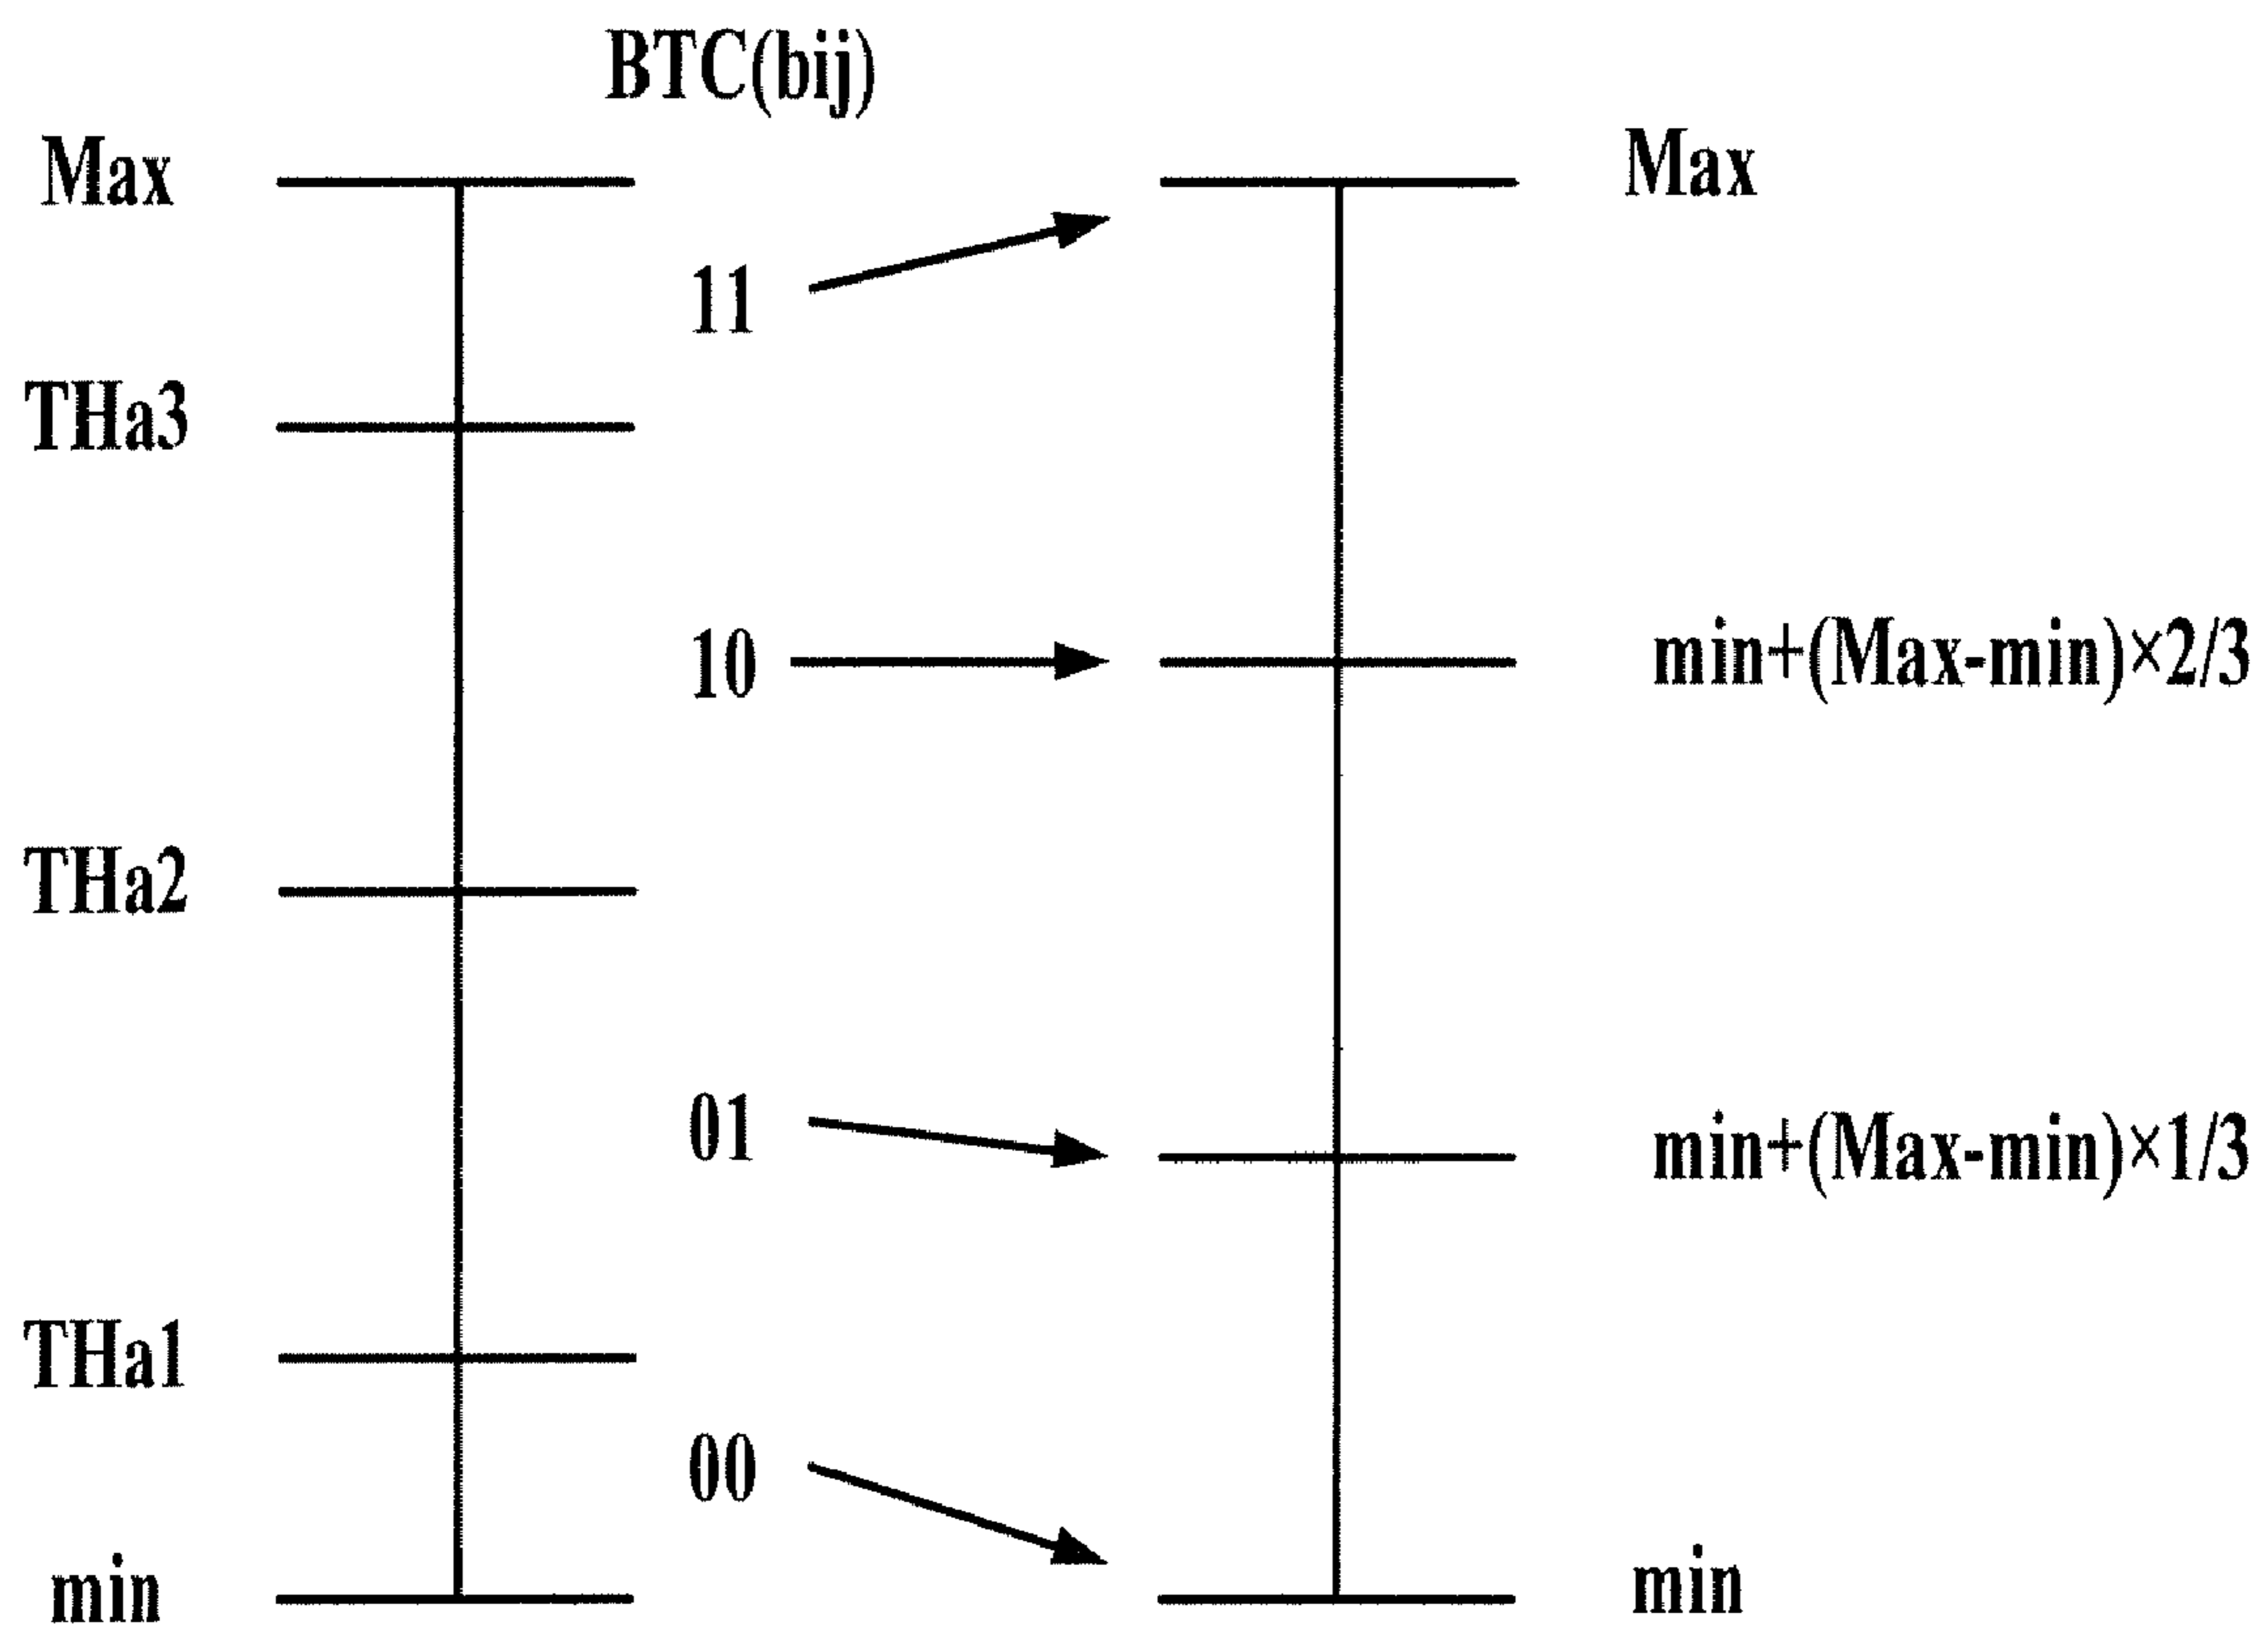 BTC(bij)
Max
Max
11
THa3
10
min+(Max-min)×2/3
THa2
01
min+(Max-min)×1/3
THa1
00
min
min